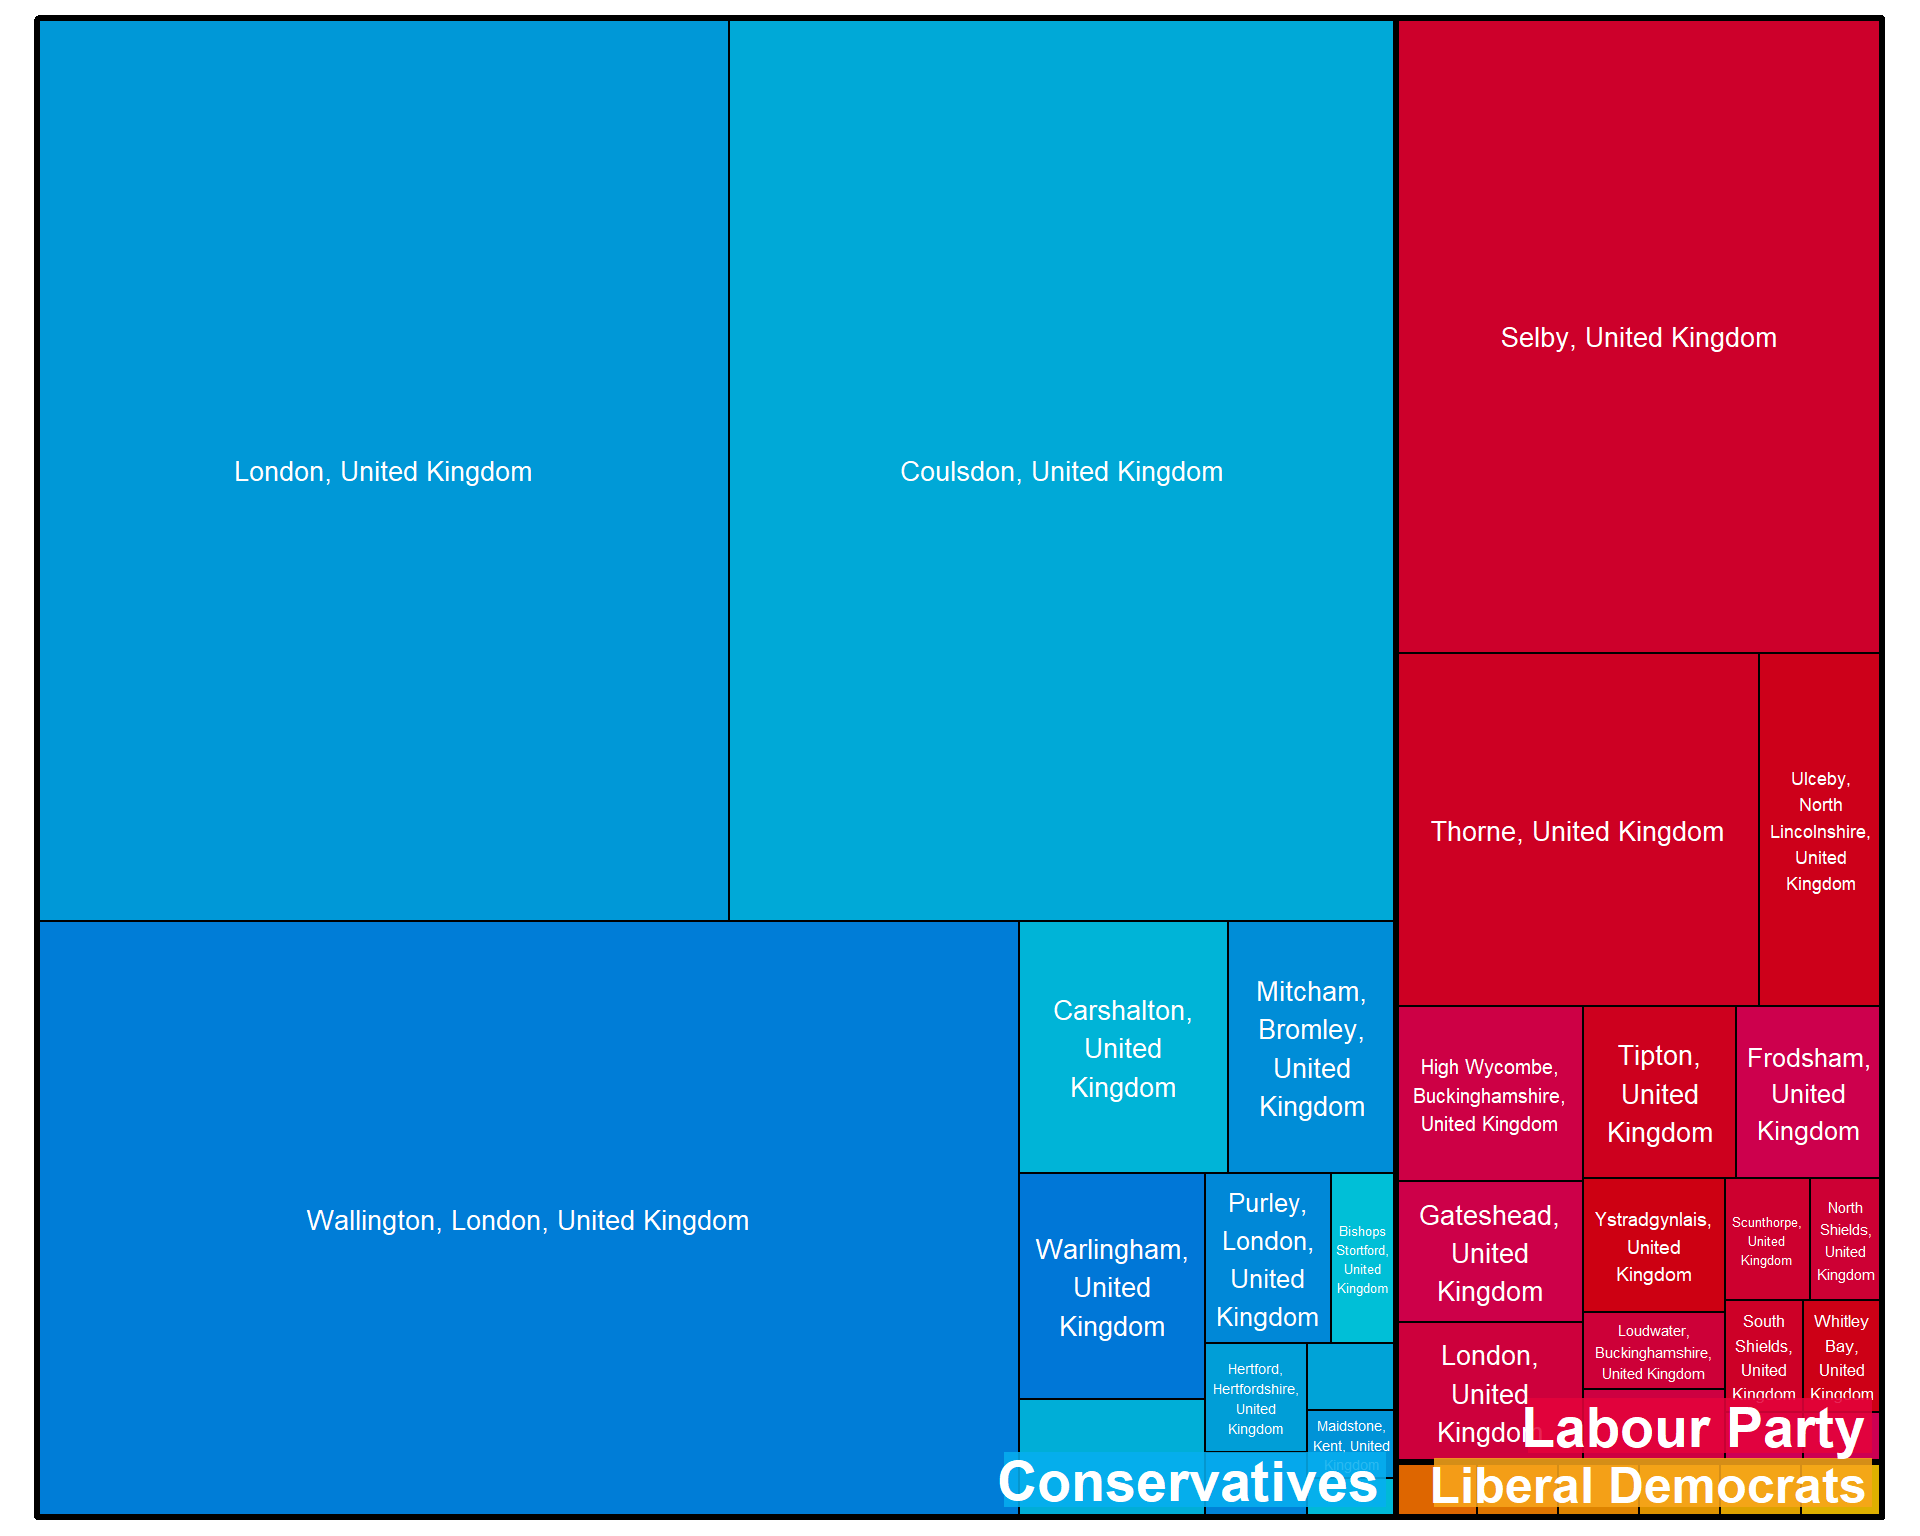 London, United Kingdom
Coulsdon, United Kingdom
Wallington, London, United Kingdom
Carshalton,
United
Kingdom
Mitcham,
Bromley,
United
Kingdom
Warlingham,
United
Kingdom
Purley,
London,
United
Kingdom
Bishops
Stortford,
United
Kingdom
Hertford,
Hertfordshire,
United
Kingdom
Maidstone,
Kent, United
Kingdom
Conservatives
Selby, United Kingdom
Thorne, United Kingdom
Ulceby,
North
Lincolnshire,
United
Kingdom
High Wycombe,
Buckinghamshire,
United Kingdom
Tipton,
United
Kingdom
Frodsham,
United
Kingdom
Gateshead,
United
Kingdom
Ystradgynlais,
United
Kingdom
Scunthorpe,
United
Kingdom
North
Shields,
United
Kingdom
London,
United
Kingdom
Loudwater,
Buckinghamshire,
United Kingdom
South
Shields,
United
Kingdom
Whitley
Bay,
United
Kingdom
Labour Party
Liberal Democrats